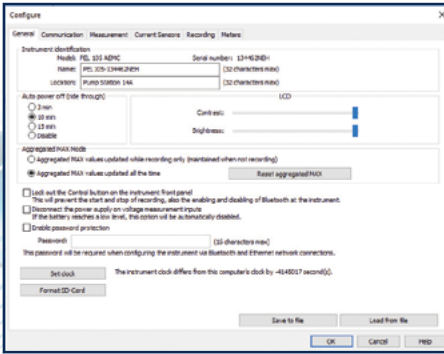 Configure
General Communication Measurement Current Sensors Recording Meters
Instrument identification
Model: PEL 105 AEMC Serial number: 134462NEH
Name: PEL 105-134462NEH (32 characters max)
Location: Pump Station 14A (32 characters max)
Auto power off (ride through) LCD
3 min
10 min
15 min
Disable
Contrast:
Brightness:
Aggregated MAX Mode
Aggregated MAX values updated while recording only (maintained when not recording)
Aggregated MAX values updated all the time Reset aggregated MAX
Lock out the Control button on the instrument front panel
This will prevent the start and stop of recording, also the enabling and disabling of Bluetooth at the instrument.
Disconnect the power supply on voltage measurement inputs
If the battery reaches a low level, this option will be automatically disabled.
Enable password protection
Password: (16 characters max)
This password will be required when configuring the instrument via Bluetooth and Ethernet network connections.
Set clock The instrument clock differs from this computer's clock by -4145017 second(s).
Format SD-Card
Save to file Load from file
OK Cancel Help